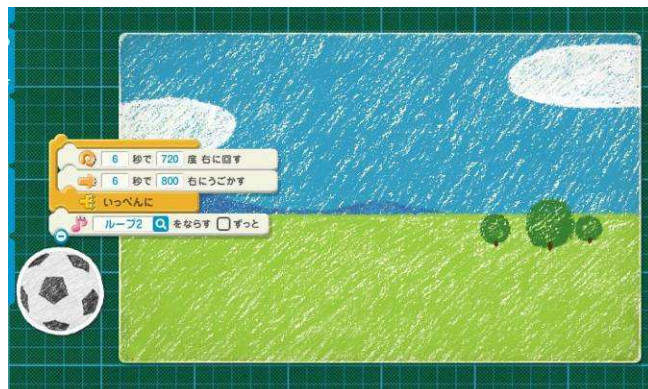 6 秒で 720 度 右に回す
6 秒で 800 右にうごかす
いっぺんに
ループ2 をならす ずっと